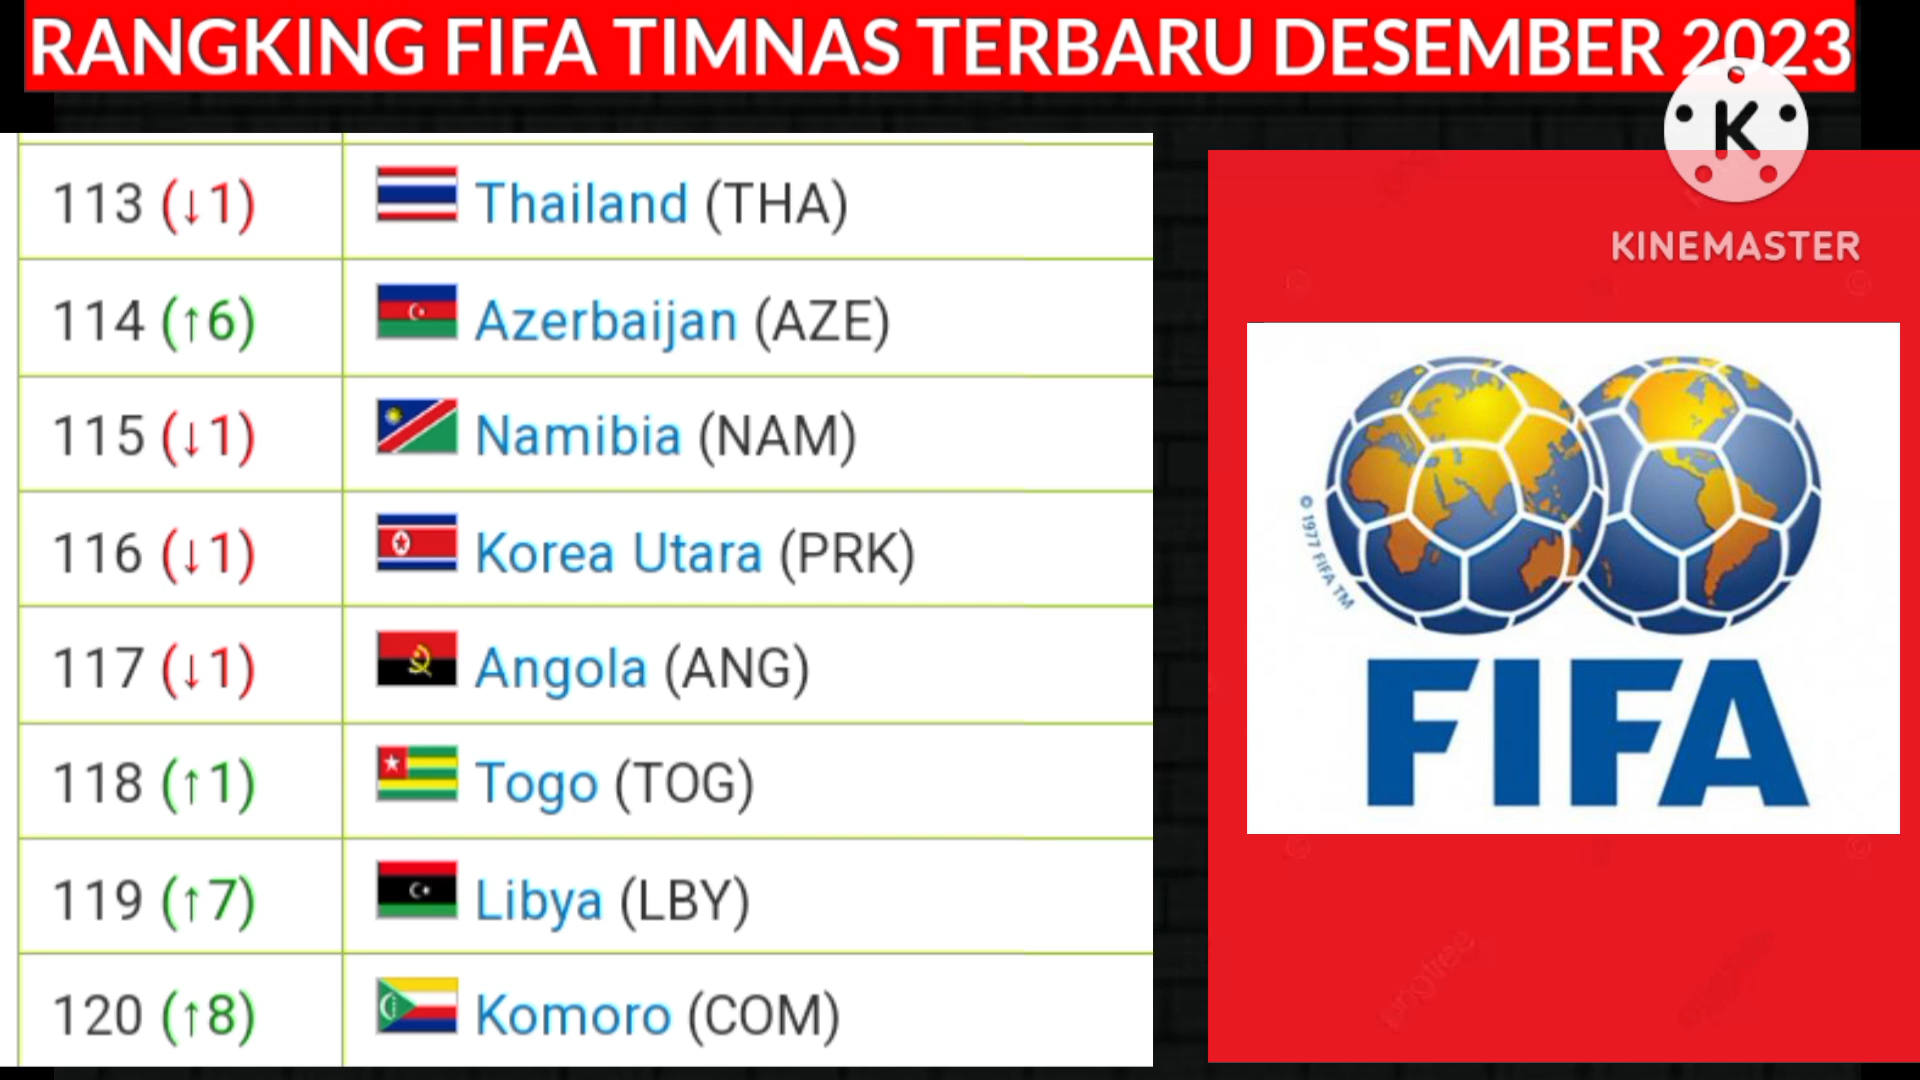 RANGKING FIFA TIMNAS TERBARU DESEMBER 2023
K
KINEMASTER
113 (↓1) Thailand (THA)
114 (↑6) Azerbaijan (AZE)
115 (↓1) Namibia (NAM)
116 (↓1) Korea Utara (PRK)
117 (↓1) Angola (ANG)
118 (↑1) Togo (TOG)
119 (↑7) Libya (LBY)
120 (↑8) Komoro (COM)
© 1977 FIFA TM
FIFA
pngtree